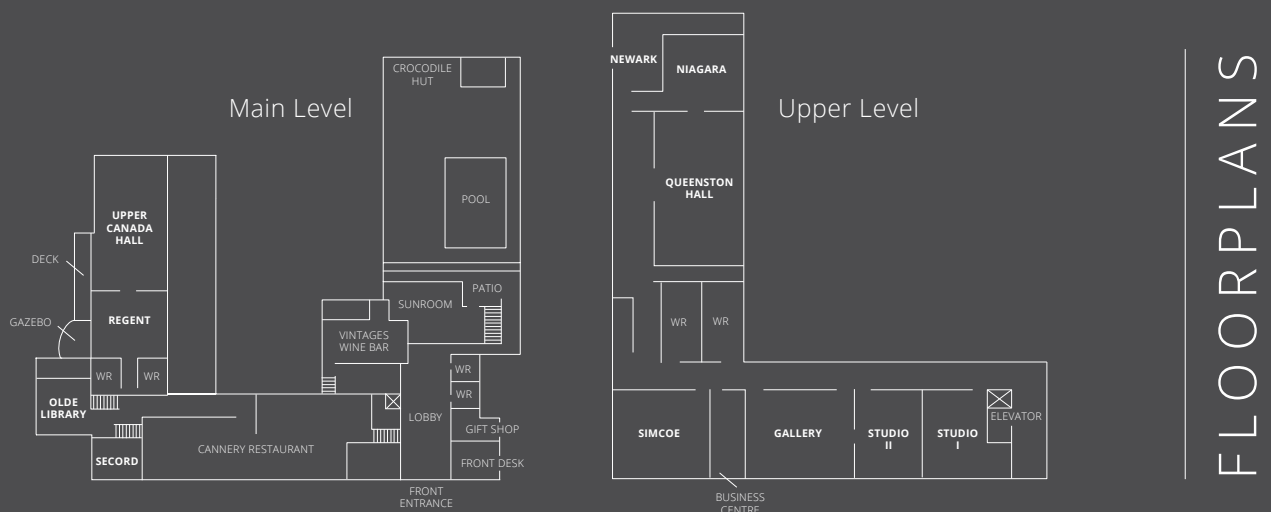 Main Level
CROCODILE
HUT
POOL
UPPER
CANADA
HALL
DECK
GAZEBO
REGENT
WR
WR
OLDE
LIBRARY
SECORD
CANNERY RESTAURANT
VINTAGES
WINE BAR
SUNROOM
PATIO
WR
WR
LOBBY
GIFT SHOP
FRONT DESK
FRONT
ENTRANCE
Upper Level
NEWARK
NIAGARA
QUEENSTON
HALL
WR
WR
SIMCOE
GALLERY
STUDIO
II
STUDIO
I
ELEVATOR
BUSINESS
CENTRE
FLOORPLANS